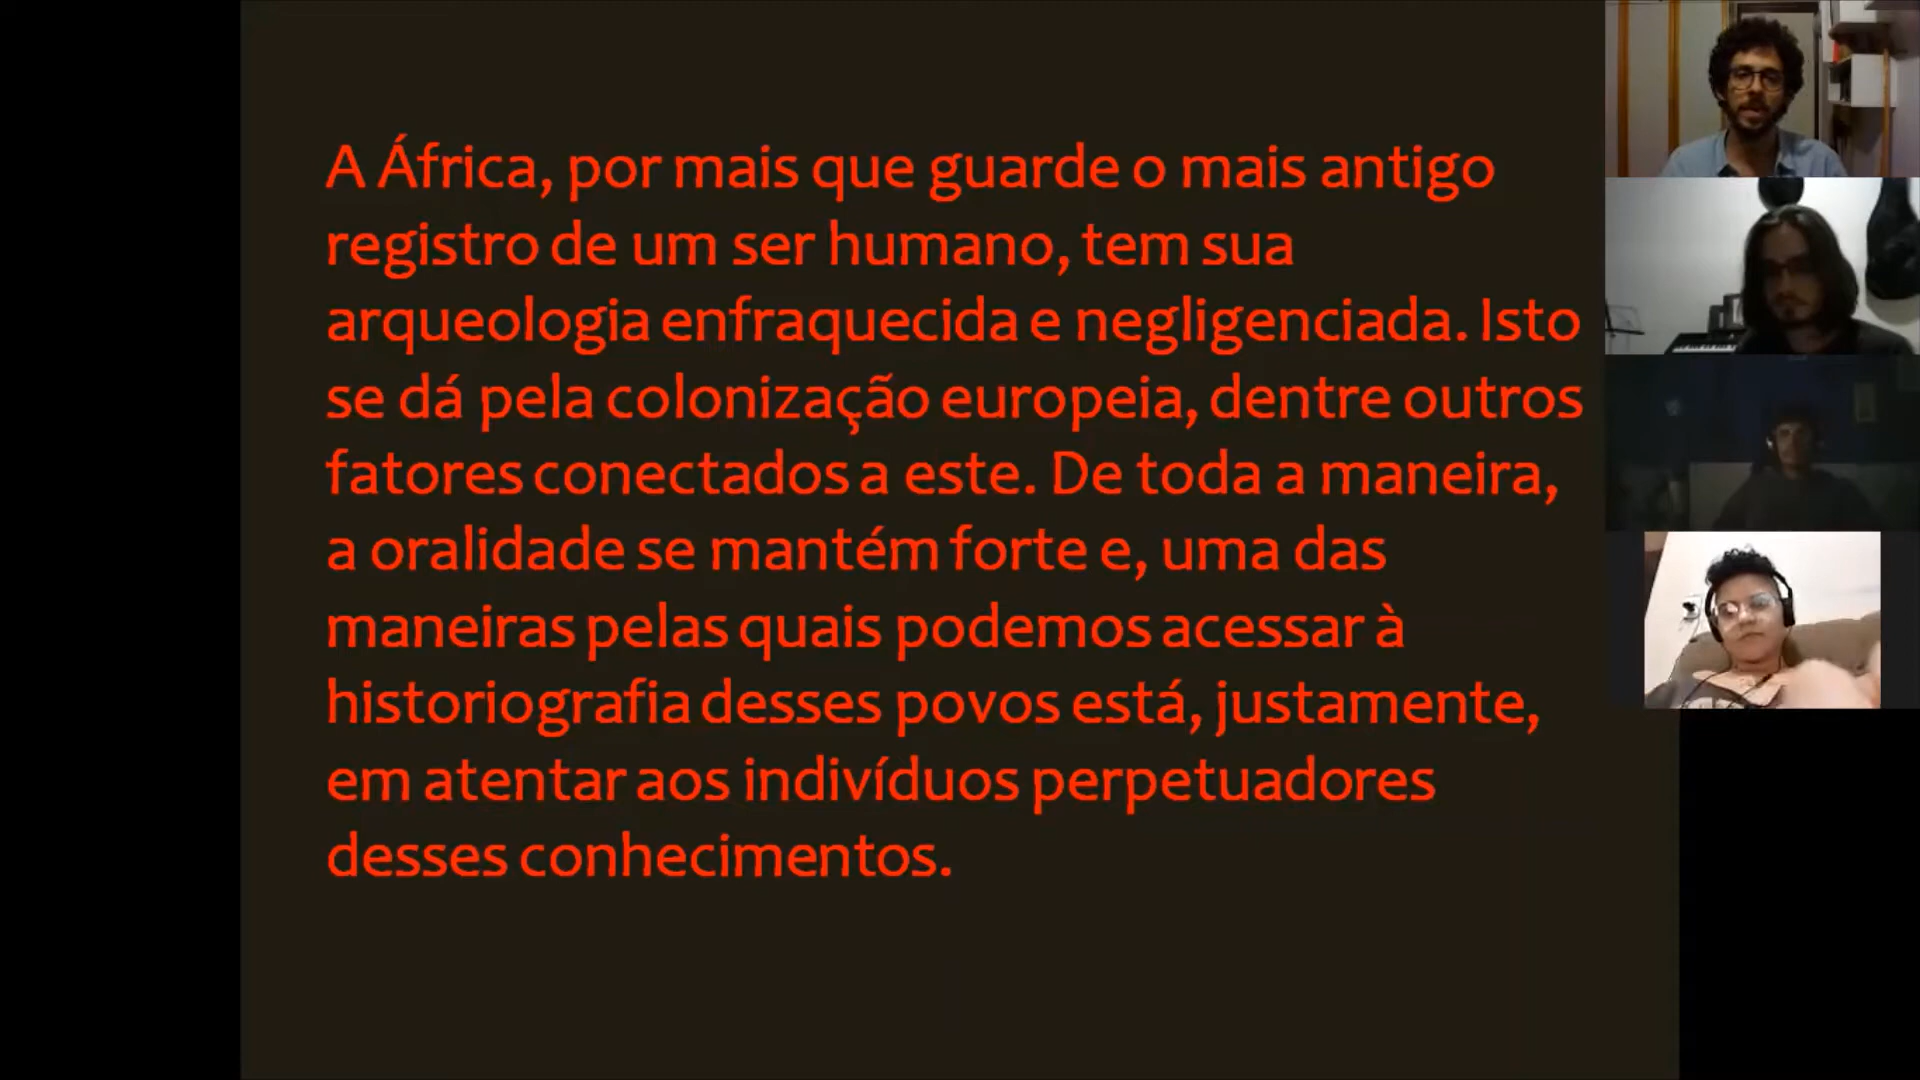 A África, por mais que guarde o mais antigo
registro de um ser humano, tem sua
arqueologia enfraquecida e negligenciada. Isto
se dá pela colonização europeia, dentre outros
fatores conectados a este. De toda a maneira,
a oralidade se mantém forte e, uma das
maneiras pelas quais podemos acessar à
historiografia desses povos está, justamente,
em atentar aos indivíduos perpetuadores
desses conhecimentos.